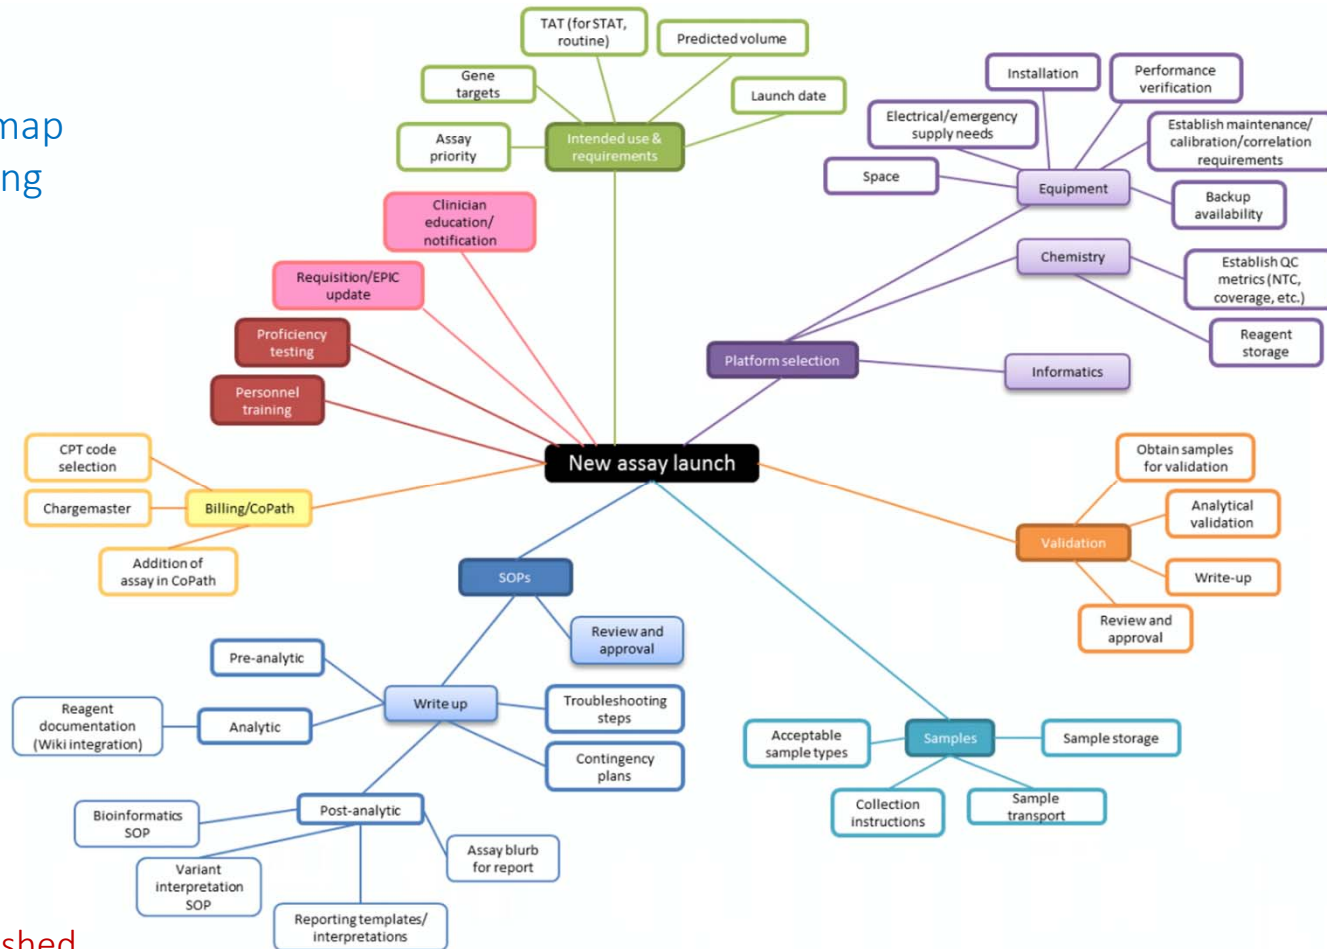 map
ng
TAT (for STAT,
routine)
Predicted volume
Gene
targets
Launch date
Assay
priority
Intended use &
requirements
Installation
Performance
verification
Electrical/emergency
supply needs
Establish maintenance/
calibration/correlation
requirements
Space
Equipment
Backup
availability
Chemistry
Establish QC
metrics (NTC,
coverage, etc.)
Reagent
storage
Platform selection
Informatics
Clinician
education/
notification
Requisition/EPIC
update
Proficiency
testing
Personnel
training
New assay launch
CPT code
selection
Chargemaster
Billing/CoPath
Addition of
assay in CoPath
Obtain samples
for validation
Analytical
validation
Validation
Write-up
Review and
approval
SOPs
Review and
approval
Pre-analytic
Write up
Troubleshooting
steps
Reagent
documentation
(Wiki integration)
Analytic
Contingency
plans
Post-analytic
Bioinformatics
SOP
Variant
interpretation
SOP
Assay blurb
for report
Reporting templates/
interpretations
Acceptable
sample types
Samples
Sample storage
Collection
instructions
Sample
transport
shed